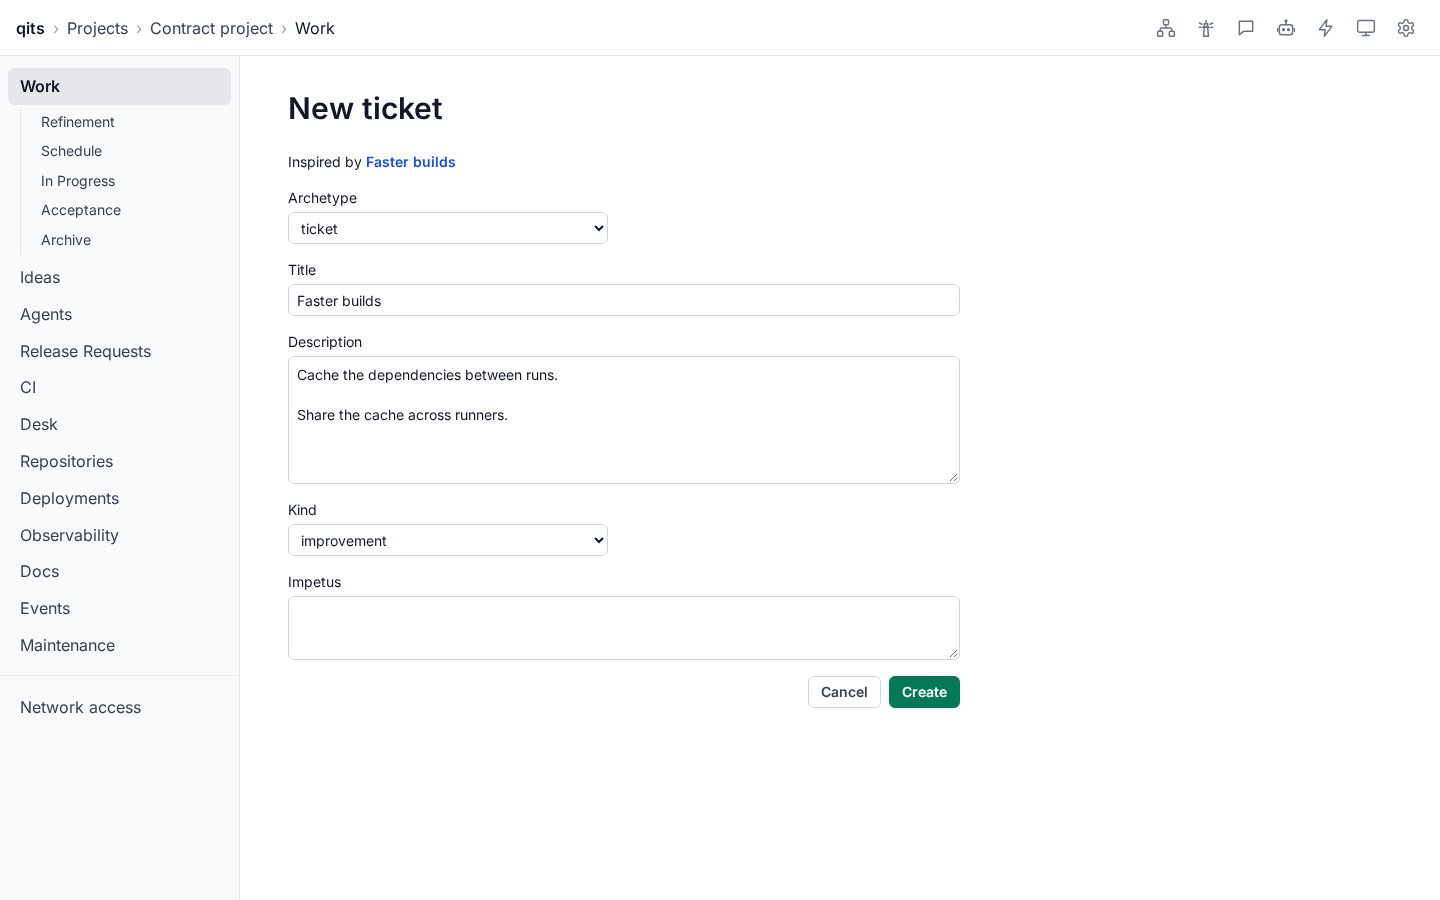 qits › Projects › Contract project › Work
Work
Refinement
Schedule
In Progress
Acceptance
Archive
Ideas
Agents
Release Requests
CI
Desk
Repositories
Deployments
Observability
Docs
Events
Maintenance
Network access
New ticket
Inspired by Faster builds
Archetype
ticket
Title
Faster builds
Description
Cache the dependencies between runs.
Share the cache across runners.
Kind
improvement
Impetus
Cancel Create